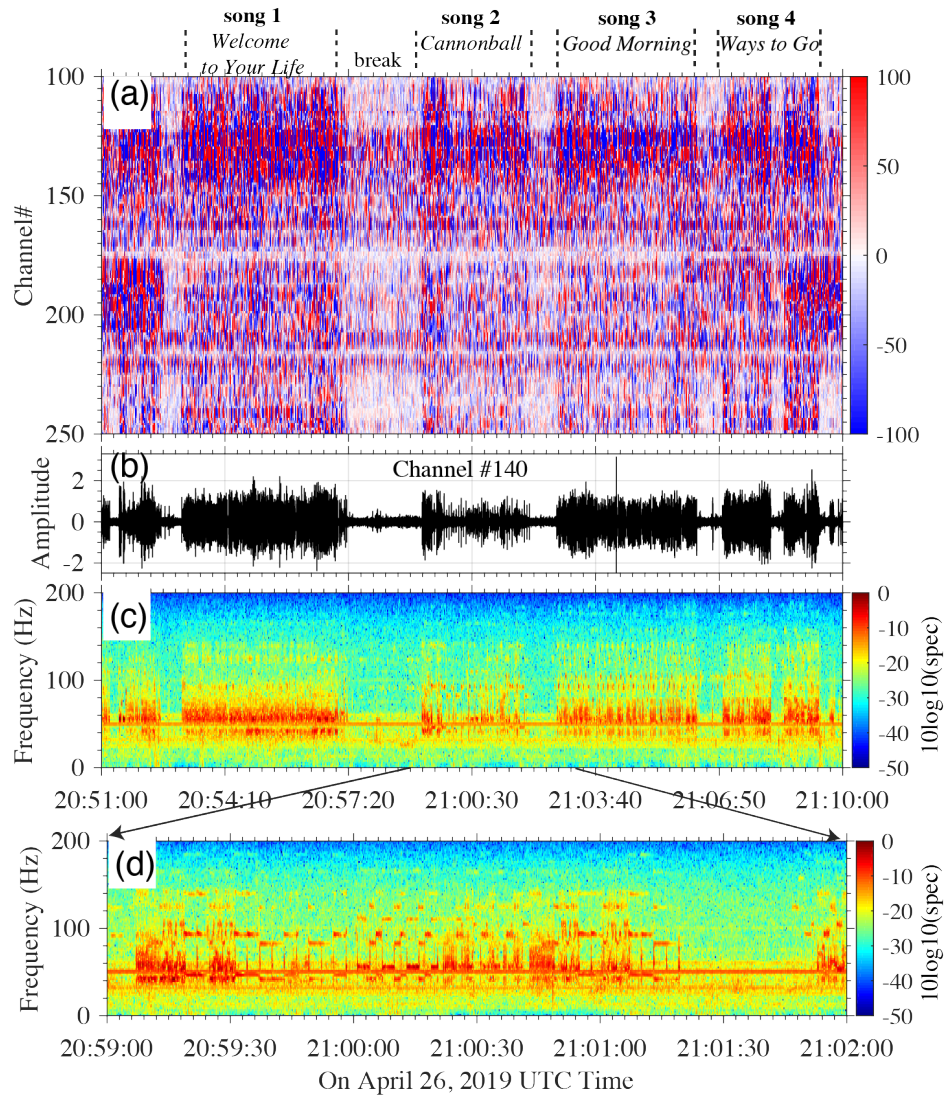 song 1
song 2
song 3
song 4
Welcome
to Your Life
break
Cannonball
Good Morning
Ways to Go
(a)
100
150
200
250
Channel#
100
50
0
-50
-100
(b)
Channel #140
2
0
-2
Amplitude
(c)
200
100
0
Frequency (Hz)
0
-10
-20
-30
-40
-50
10log10(spec)
20:51:00 20:54:10 20:57:20 21:00:30 21:03:40 21:06:50 21:10:00
(d)
200
100
0
Frequency (Hz)
0
-10
-20
-30
-40
-50
10log10(spec)
20:59:00 20:59:30 21:00:00 21:00:30 21:01:00 21:01:30 21:02:00
On April 26, 2019 UTC Time